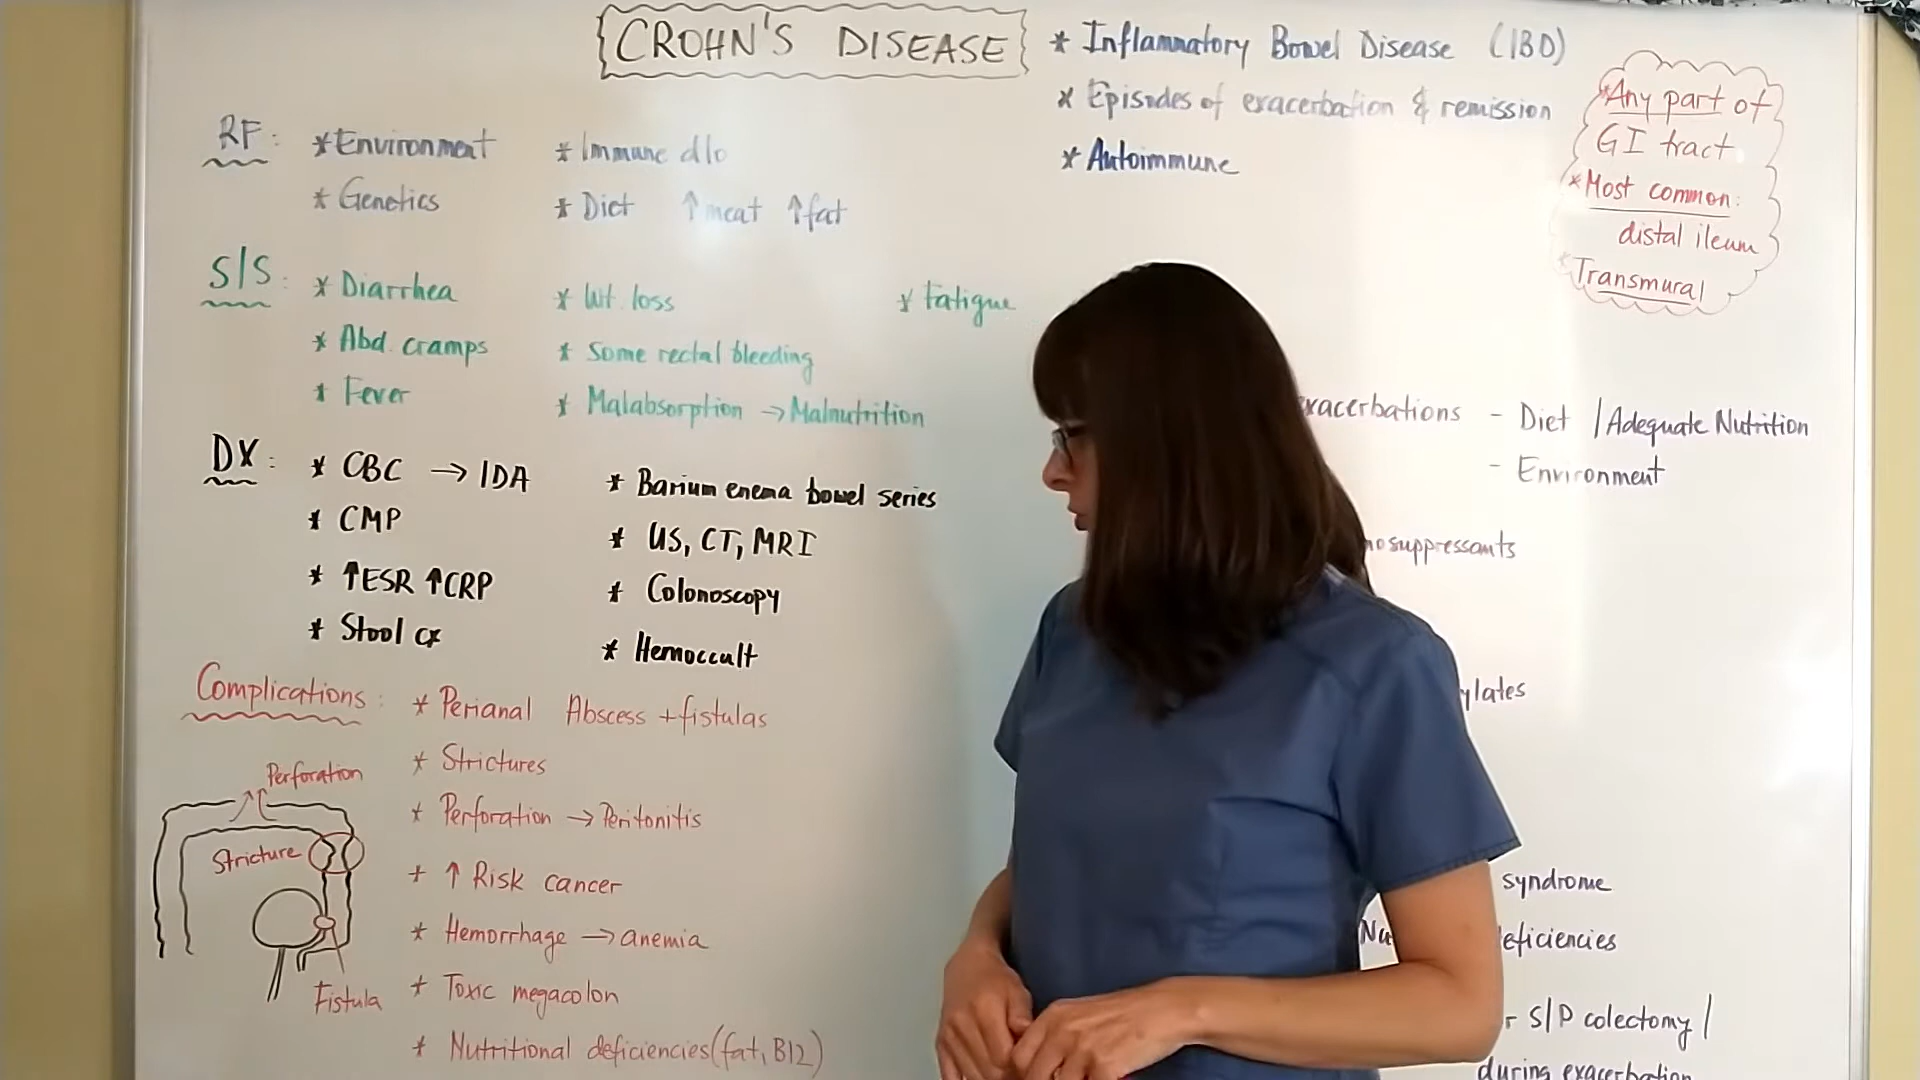 CROHN'S DISEASE
* Inflammatory Bowel Disease (IBD)
* Episodes of exacerbation & remission
* Autoimmune
*Any part of
GI tract
*Most common:
distal ileum
*Transmural
RF: *Environment * Immune d/o
* Genetics * Diet ↑meat ↑fat
S/S: * Diarrhea * Wt. loss * Fatigue
* Abd. cramps * Some rectal bleeding
* Fever * Malabsorption → Malnutrition
DX: * CBC → IDA * Barium enema bowel series
* CMP * US, CT, MRI
* ↑ESR ↑CRP * Colonoscopy
* Stool cx * Hemoccult
Complications: * Perianal Abscess + fistulas
* Strictures
* Perforation → Peritonitis
* ↑ Risk cancer
* Hemorrhage → anemia
* Toxic megacolon
* Nutritional deficiencies (fat, B12)
Perforation
Stricture
Fistula
xacerbations - Diet / Adequate Nutrition
- Environment
nosuppressants
ylates
syndrome
Nu eficiencies
r S/P colectomy /
during exacerbation